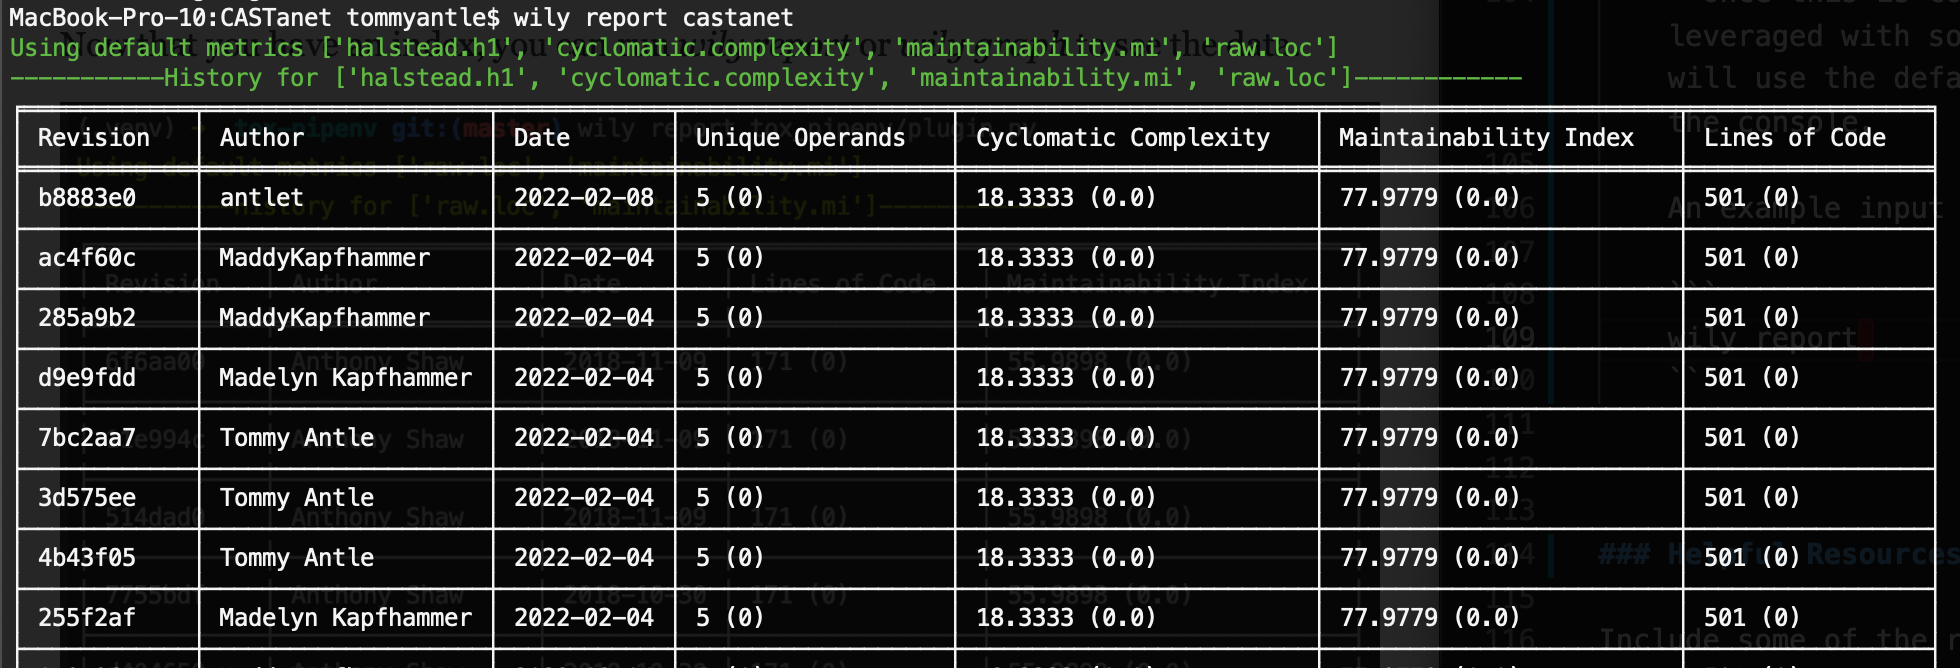 MacBook-Pro-10:CASTanet tommyantle$ wily report castanet
Using default metrics ['halstead.h1', 'cyclomatic.complexity', 'maintainability.mi', 'raw.loc']
-----------History for ['halstead.h1', 'cyclomatic.complexity', 'maintainability.mi', 'raw.loc']------------
Revision Author Date Unique Operands Cyclomatic Complexity Maintainability Index Lines of Code
b8883e0 antlet 2022-02-08 5 (0) 18.3333 (0.0) 77.9779 (0.0) 501 (0)
ac4f60c MaddyKapfhammer 2022-02-04 5 (0) 18.3333 (0.0) 77.9779 (0.0) 501 (0)
285a9b2 MaddyKapfhammer 2022-02-04 5 (0) 18.3333 (0.0) 77.9779 (0.0) 501 (0)
d9e9fdd Madelyn Kapfhammer 2022-02-04 5 (0) 18.3333 (0.0) 77.9779 (0.0) 501 (0)
7bc2aa7 Tommy Antle 2022-02-04 5 (0) 18.3333 (0.0) 77.9779 (0.0) 501 (0)
3d575ee Tommy Antle 2022-02-04 5 (0) 18.3333 (0.0) 77.9779 (0.0) 501 (0)
4b43f05 Tommy Antle 2022-02-04 5 (0) 18.3333 (0.0) 77.9779 (0.0) 501 (0)
255f2af Madelyn Kapfhammer 2022-02-04 5 (0) 18.3333 (0.0) 77.9779 (0.0) 501 (0)